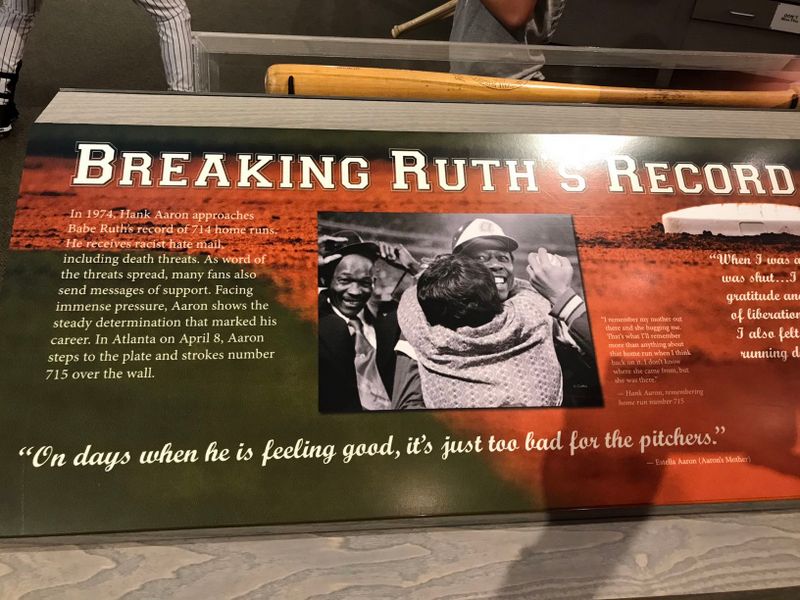 BREAKING RUTH'S RECORD
In 1974, Hank Aaron approaches
Babe Ruth's record of 714 home runs.
He receives racist hate mail,
including death threats. As word of
the threats spread, many fans also
send messages of support. Facing
immense pressure, Aaron shows the
steady determination that marked his
career. In Atlanta on April 8, Aaron
steps to the plate and strokes number
715 over the wall.
"I remember my mother out
there and she hugging me.
That's what I'll remember
more than anything about
that home run when I think
back on it. I don't know
where she came from, but
she was there."
— Hank Aaron, remembering
home run number 715
"When I was a
was shut...I
gratitude an
of liberation
I also felt
running
"On days when he is feeling good, it's just too bad for the pitchers."
— Estella Aaron (Aaron's Mother)